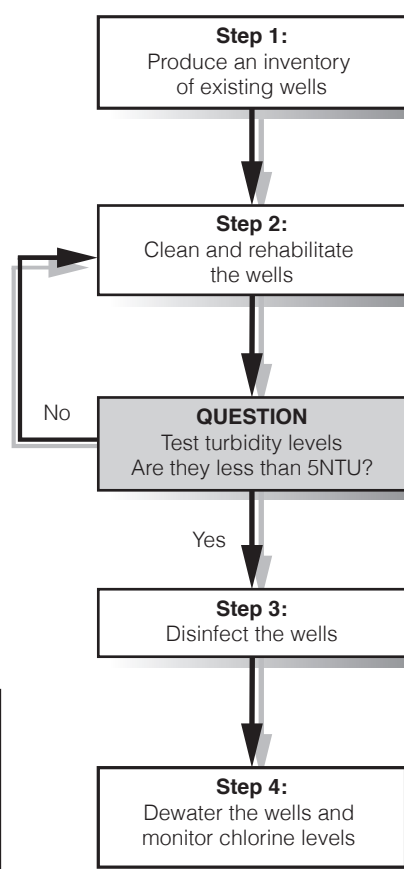 Step 1:
Produce an inventory
of existing wells
Step 2:
Clean and rehabilitate
the wells
No
QUESTION
Test turbidity levels
Are they less than 5NTU?
Yes
Step 3:
Disinfect the wells
Step 4:
Dewater the wells and
monitor chlorine levels